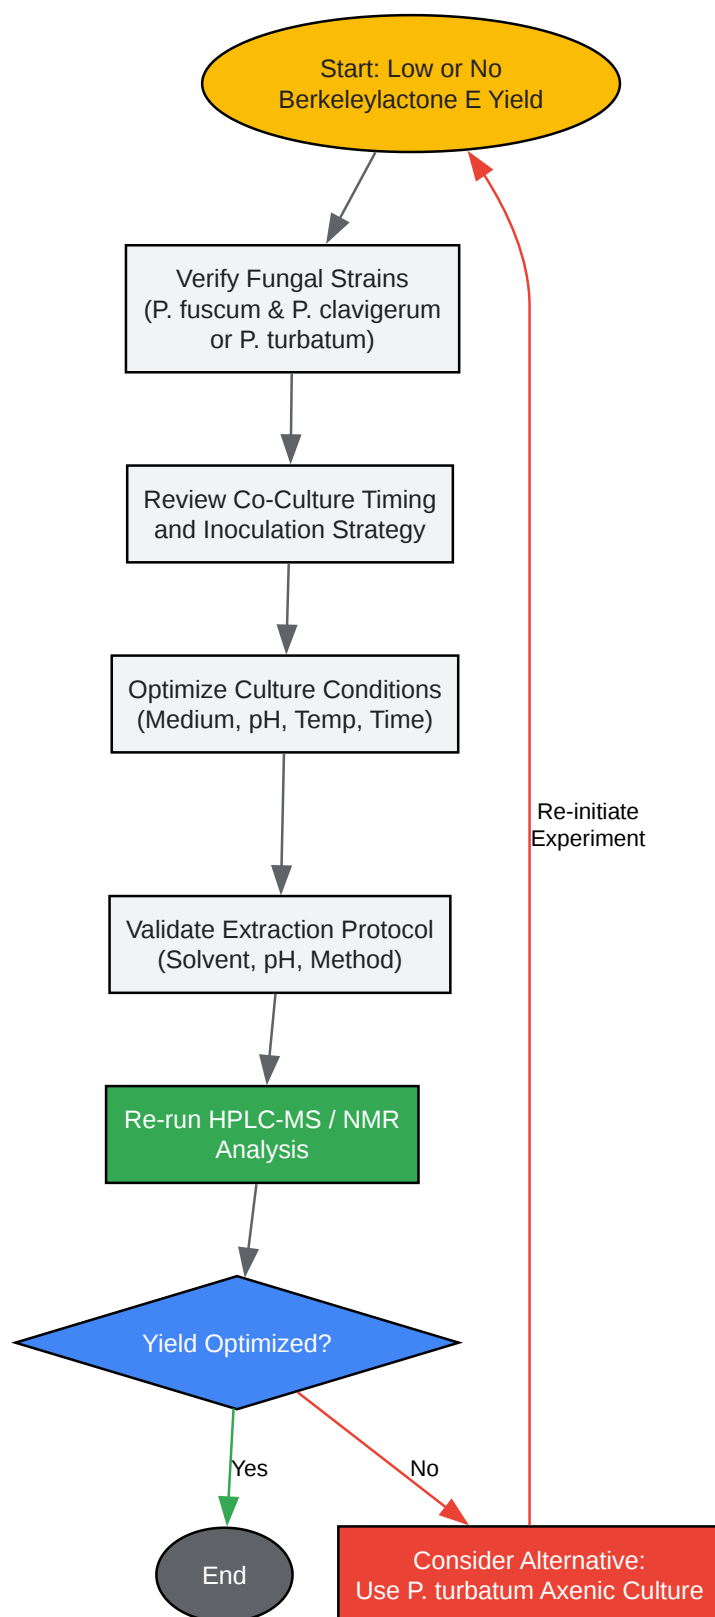 Start: Low or No
Berkeleylactone E Yield
Verify Fungal Strains
(P. fuscum & P. clavigerum
or P. turbatum)
Review Co-Culture Timing
and Inoculation Strategy
Optimize Culture Conditions
(Medium, pH, Temp, Time)
Re-initiate
Experiment
Validate Extraction Protocol
(Solvent, pH, Method)
Re-run HPLC-MS / NMR
Analysis
Yield Optimized?
Yes
No
End
Consider Alternative:
Use P. turbatum Axenic Culture